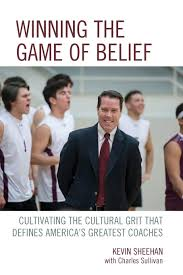 WINNING THE
GAME OF BELIEF
CULTIVATING THE CULTURAL GRIT THAT
DEFINES AMERICA'S GREATEST COACHES
KEVIN SHEEHAN
with Charles Sullivan